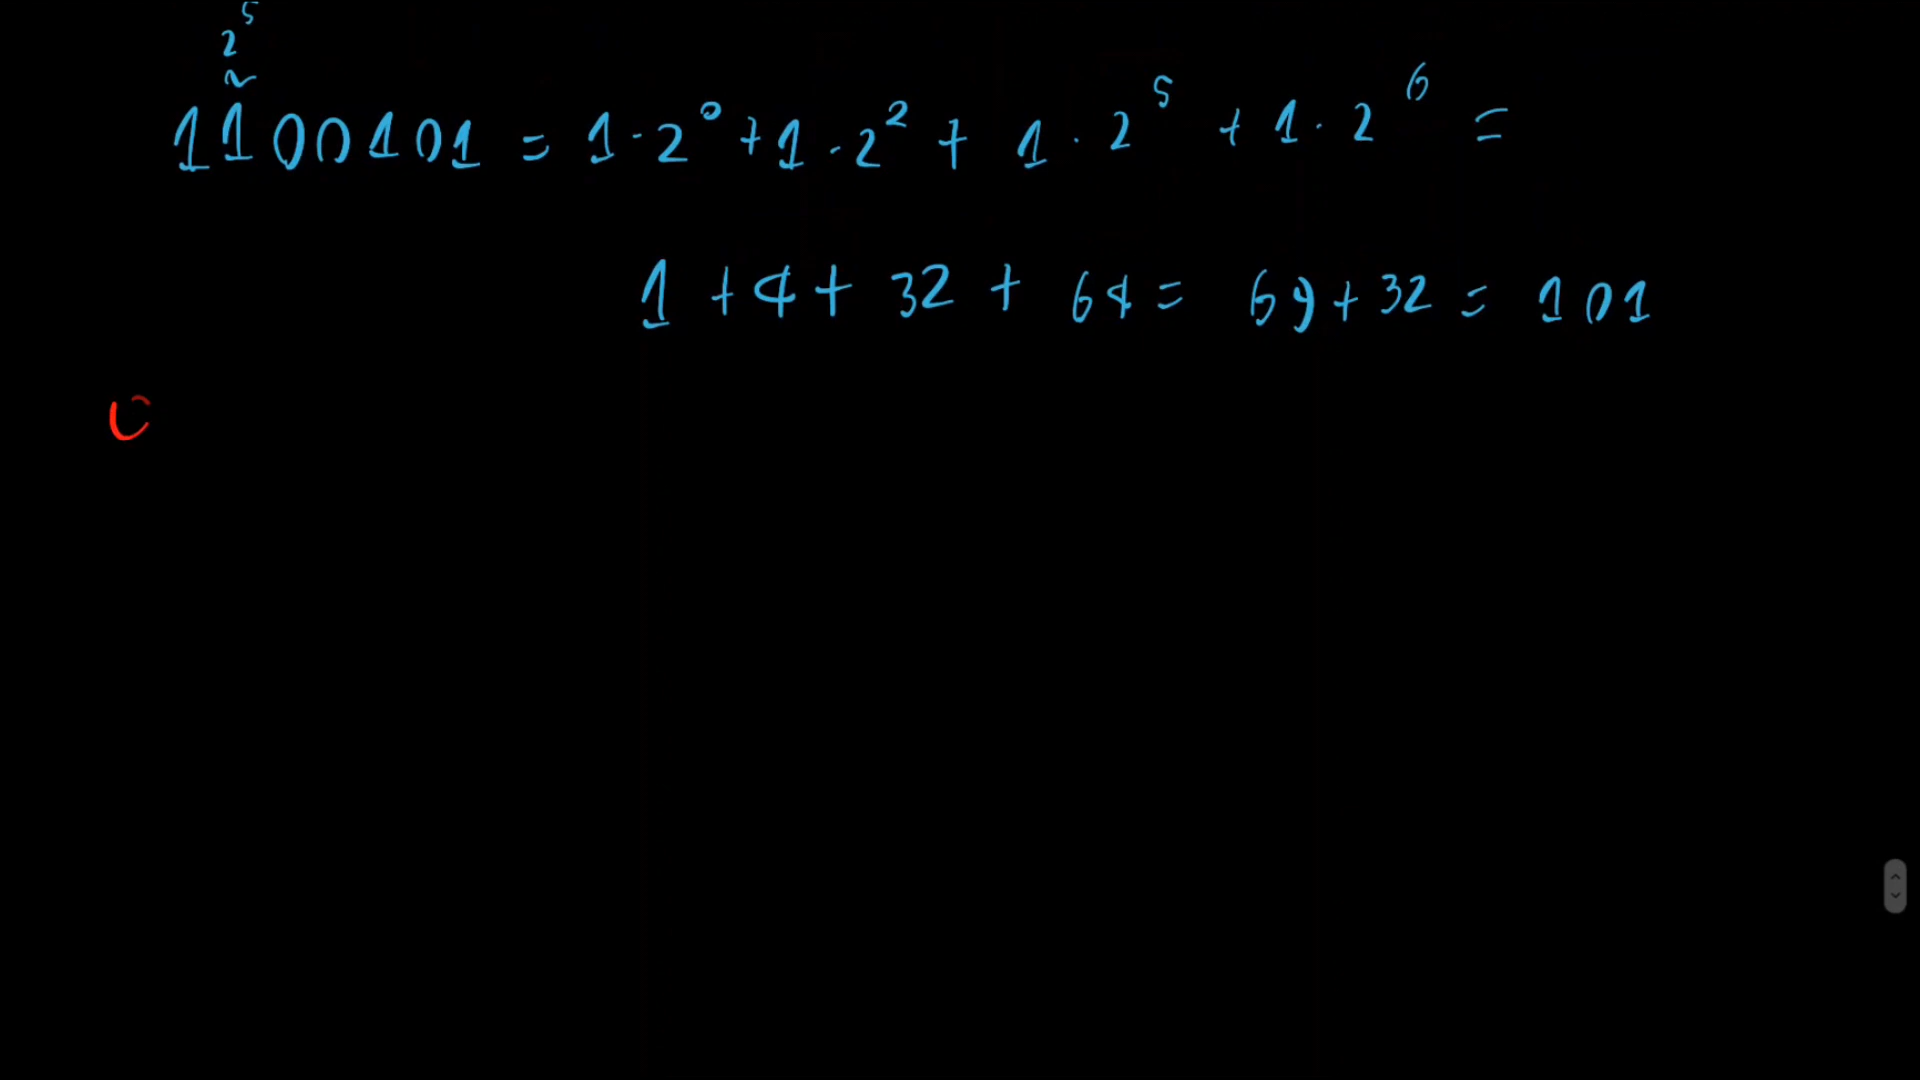 2⁵
1100101 = 1·2⁰ + 1·2² + 1·2⁵ + 1·2⁶ =
1 + 4 + 32 + 64 = 69 + 32 = 101